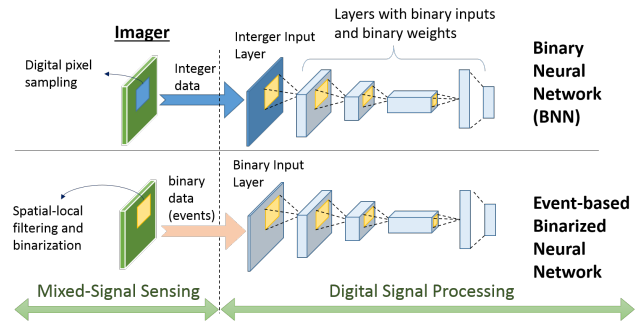 Imager
Digital pixel
sampling
Integer
data
Interger Input
Layer
Layers with binary inputs
and binary weights
Binary
Neural
Network
(BNN)
Spatial-local
filtering and
binarization
binary
data
(events)
Binary Input
Layer
Event-based
Binarized
Neural
Network
Mixed-Signal Sensing
Digital Signal Processing